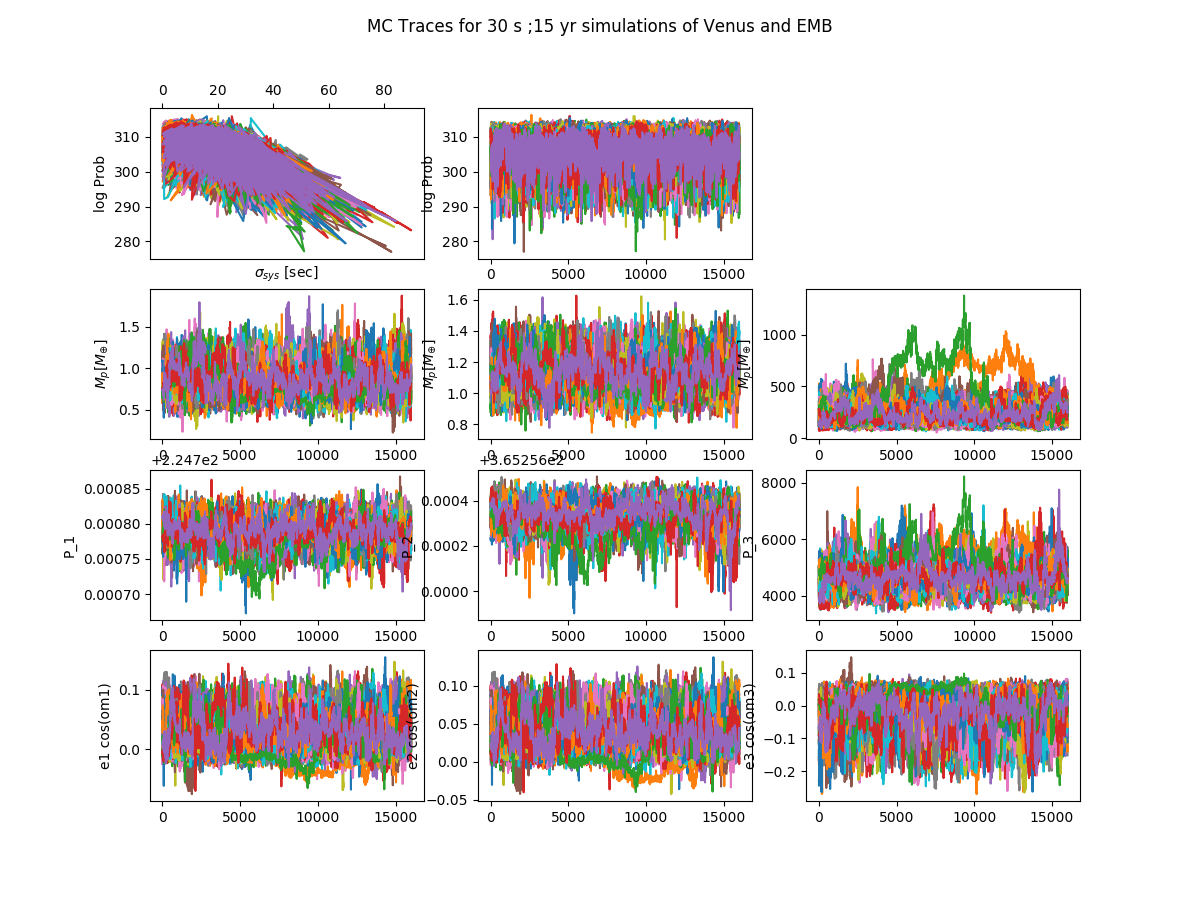 MC Traces for 30 s ;15 yr simulations of Venus and EMB
0 20 40 60 80
310
300
290
280
log Prob
σsys [sec]
310
300
290
280
log Prob
0 5000 10000 15000
1.5
1.0
0.5
Mp[M⊕]
0 5000 10000 15000
1.6
1.4
1.2
1.0
0.8
Mp[M⊕]
0 5000 10000 15000
1000
500
0
Mp[M⊕]
0 5000 10000 15000
+2.247e2
0.00085
0.00080
0.00075
0.00070
P_1
0 5000 10000 15000
+3.65256e2
0.0004
0.0002
0.0000
P_2
0 5000 10000 15000
8000
6000
4000
P_3
0 5000 10000 15000
0.1
0.0
e1 cos(om1)
0 5000 10000 15000
0.10
0.05
0.00
−0.05
e2 cos(om2)
0 5000 10000 15000
0.1
0.0
−0.1
−0.2
e3 cos(om3)
0 5000 10000 15000